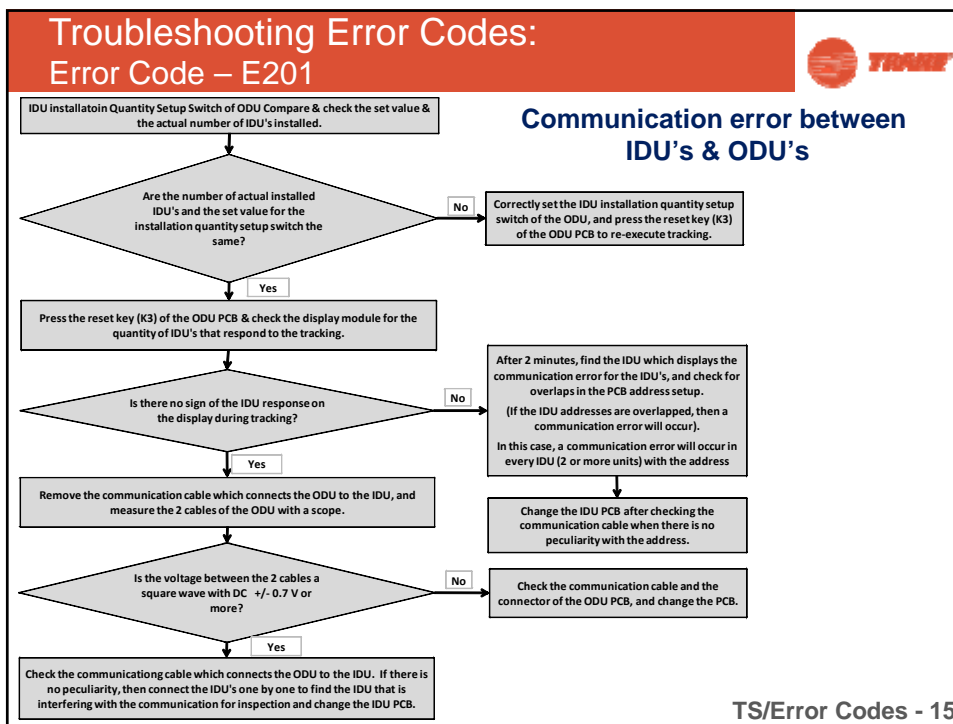 Troubleshooting Error Codes:
Error Code – E201
TRANE
Communication error between
IDU's & ODU's
IDU installatoin Quantity Setup Switch of ODU Compare & check the set value &
the actual number of IDU's installed.
Are the number of actual installed
IDU's and the set value for the
installation quantity setup switch the
same?
No
Correctly set the IDU installation quantity setup
switch of the ODU, and press the reset key (K3)
of the ODU PCB to re-execute tracking.
Yes
Press the reset key (K3) of the ODU PCB & check the display module for the
quantity of IDU's that respond to the tracking.
Is there no sign of the IDU response on
the display during tracking?
No
After 2 minutes, find the IDU which displays the
communication error for the IDU's, and check for
overlaps in the PCB address setup.
(If the IDU addresses are overlapped, then a
communication error will occur).
In this case, a communication error will occur in
every IDU (2 or more units) with the address
Change the IDU PCB after checking the
communication cable when there is no
peculiarity with the address.
Yes
Remove the communication cable which connects the ODU to the IDU, and
measure the 2 cables of the ODU with a scope.
Is the voltage between the 2 cables a
square wave with DC +/- 0.7 V or
more?
No
Check the communication cable and the
connector of the ODU PCB, and change the PCB.
Yes
Check the communicationg cable which connects the ODU to the IDU. If there is
no peculiarity, then connect the IDU's one by one to find the IDU that is
interfering with the communication for inspection and change the IDU PCB.
TS/Error Codes - 15